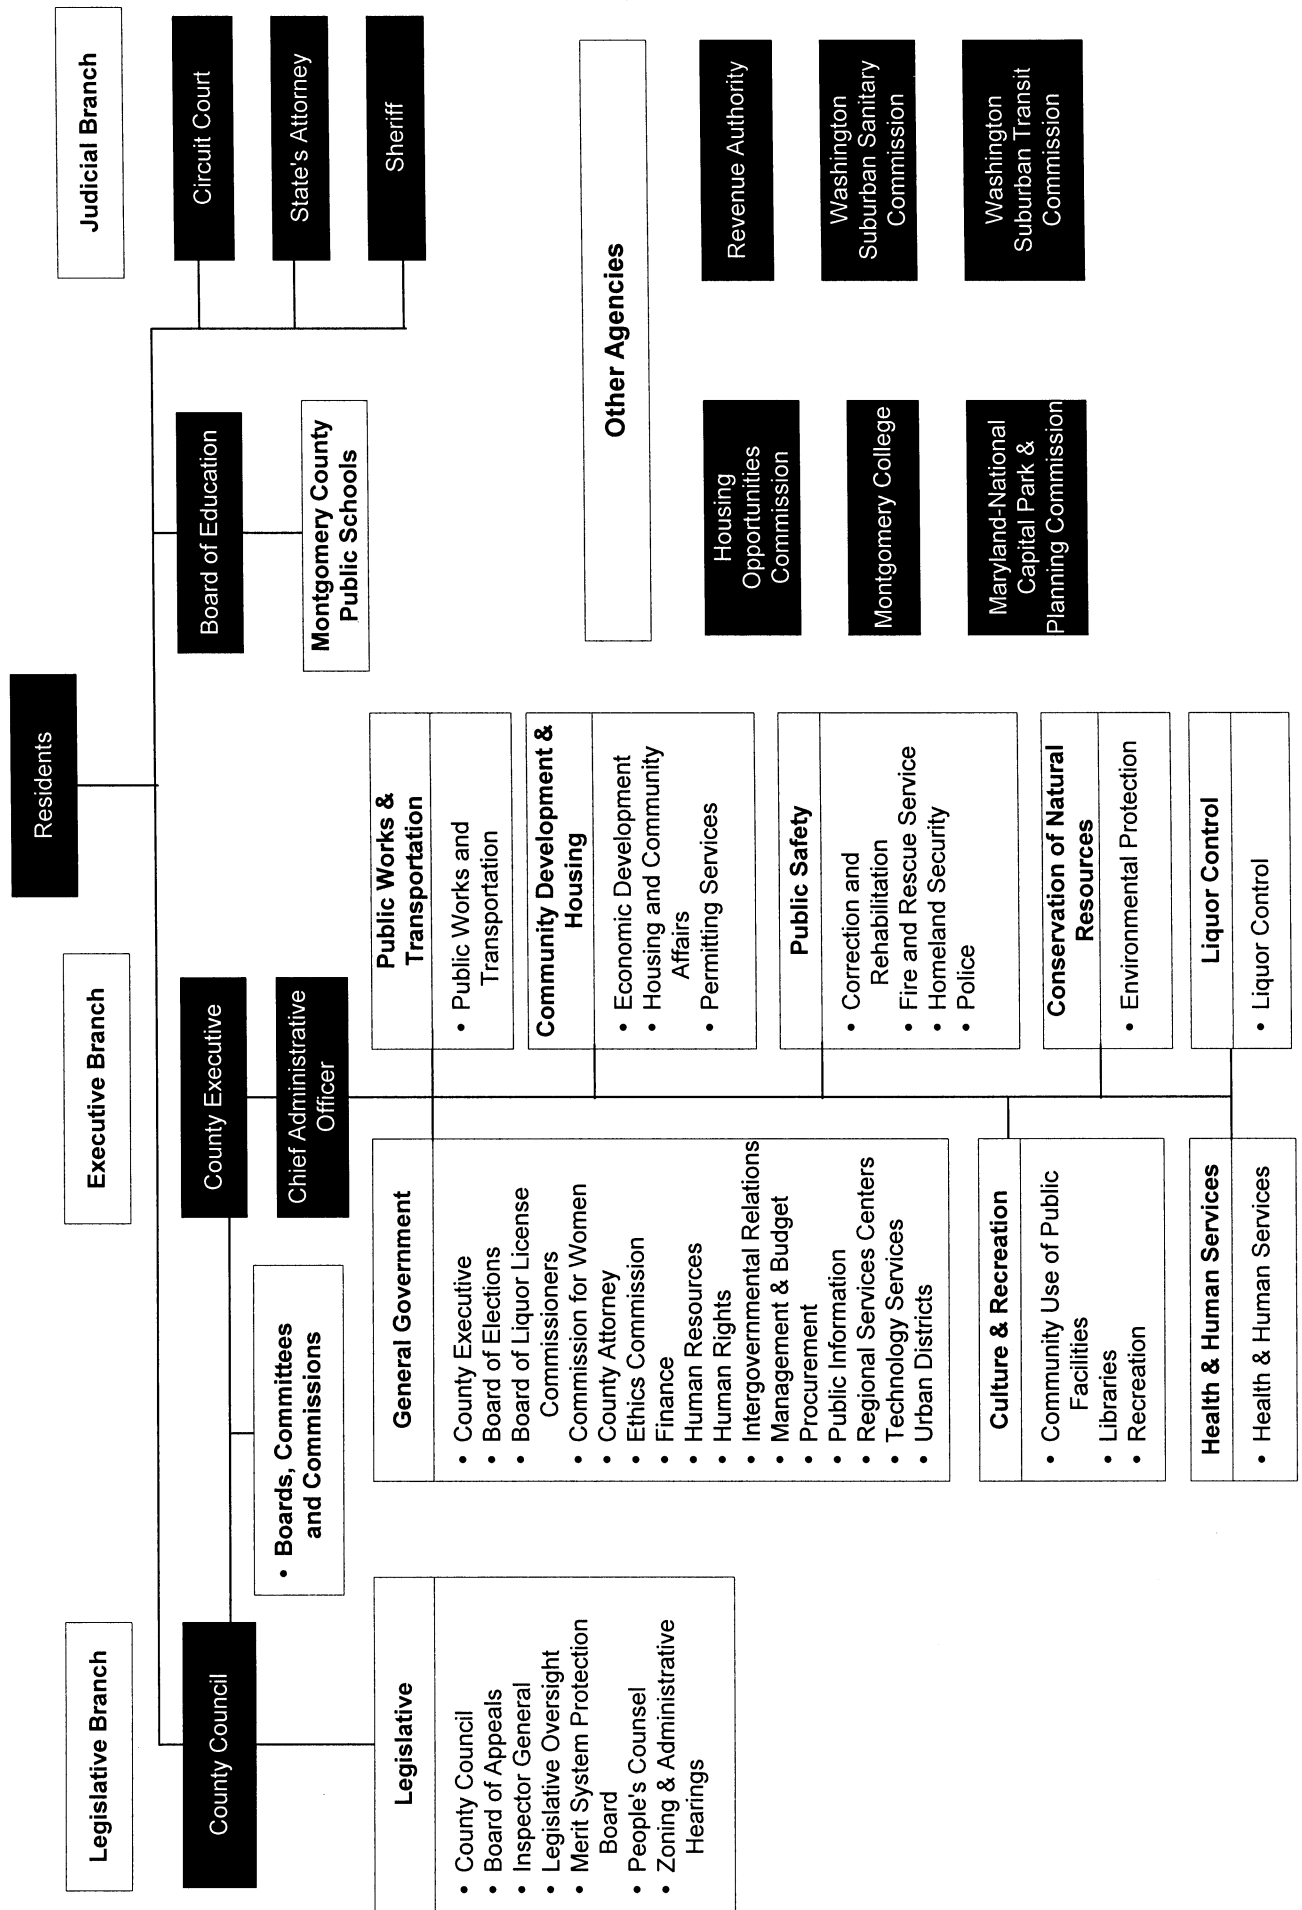 Residents
Legislative Branch
Executive Branch
Judicial Branch
County Council
County Executive
Board of Education
Circuit Court
State's Attorney
Sheriff
• Boards, Committees
and Commissions
Chief Administrative
Officer
Montgomery County
Public Schools
Legislative
• County Council
• Board of Appeals
• Inspector General
• Legislative Oversight
• Merit System Protection
Board
• People's Counsel
• Zoning & Administrative
Hearings
General Government
• County Executive
• Board of Elections
• Board of Liquor License
Commissioners
• Commission for Women
• County Attorney
• Ethics Commission
• Finance
• Human Resources
• Human Rights
• Intergovernmental Relations
• Management & Budget
• Procurement
• Public Information
• Regional Services Centers
• Technology Services
• Urban Districts
Culture & Recreation
• Community Use of Public
Facilities
• Libraries
• Recreation
Health & Human Services
• Health & Human Services
Public Works &
Transportation
• Public Works and
Transportation
Community Development &
Housing
• Economic Development
• Housing and Community
Affairs
• Permitting Services
Public Safety
• Correction and
Rehabilitation
• Fire and Rescue Service
• Homeland Security
• Police
Conservation of Natural
Resources
• Environmental Protection
Liquor Control
• Liquor Control
Other Agencies
Housing
Opportunities
Commission
Revenue Authority
Montgomery College
Washington
Suburban Sanitary
Commission
Maryland-National
Capital Park &
Planning Commission
Washington
Suburban Transit
Commission